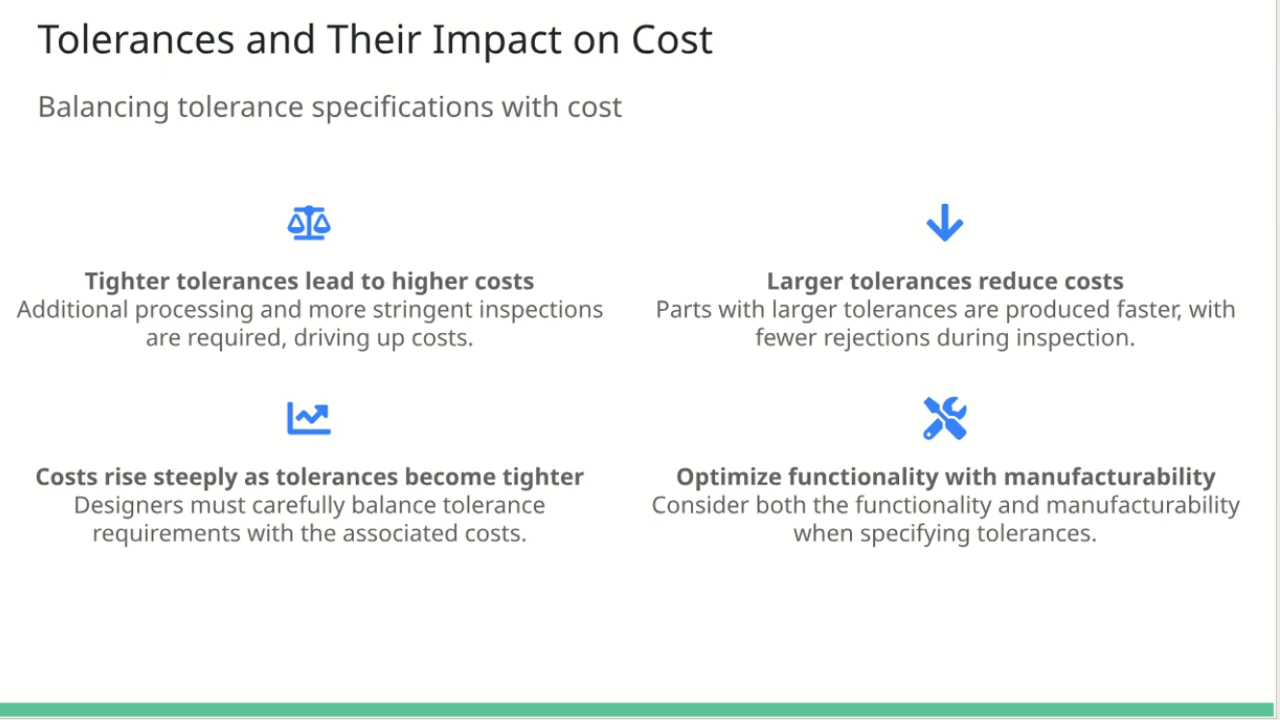 Tolerances and Their Impact on Cost
Balancing tolerance specifications with cost
Tighter tolerances lead to higher costs
Additional processing and more stringent inspections
are required, driving up costs.
Larger tolerances reduce costs
Parts with larger tolerances are produced faster, with
fewer rejections during inspection.
Costs rise steeply as tolerances become tighter
Designers must carefully balance tolerance
requirements with the associated costs.
Optimize functionality with manufacturability
Consider both the functionality and manufacturability
when specifying tolerances.